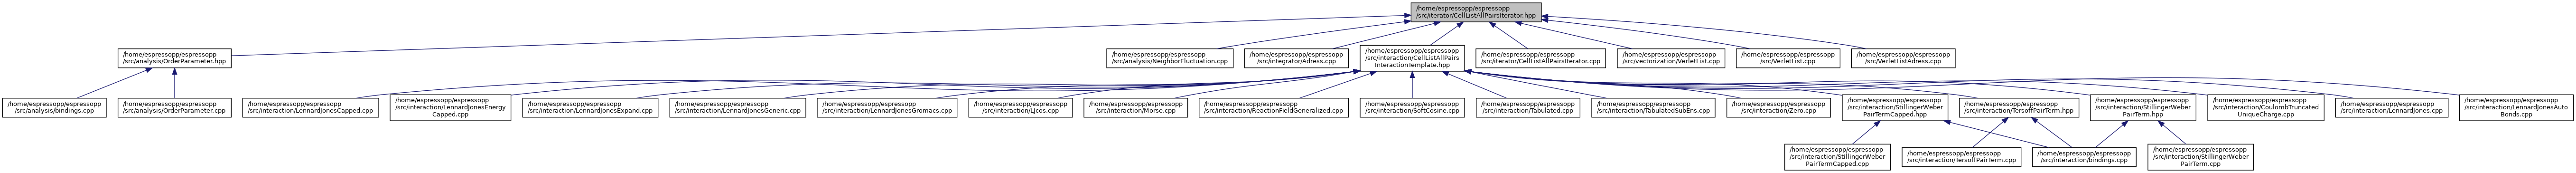 /home/espressopp/espressopp
/src/iterator/CellListAllPairsIterator.hpp
/home/espressopp/espressopp
/src/analysis/OrderParameter.hpp
/home/espressopp/espressopp
/src/analysis/NeighborFluctuation.cpp
/home/espressopp/espressopp
/src/integrator/Adress.cpp
/home/espressopp/espressopp
/src/interaction/CellListAllPairs
InteractionTemplate.hpp
/home/espressopp/espressopp
/src/iterator/CellListAllPairsIterator.cpp
/home/espressopp/espressopp
/src/vectorization/VerletList.cpp
/home/espressopp/espressopp
/src/VerletList.cpp
/home/espressopp/espressopp
/src/VerletListAdress.cpp
/home/espressopp/espressopp
/src/analysis/bindings.cpp
/home/espressopp/espressopp
/src/analysis/OrderParameter.cpp
/home/espressopp/espressopp
/src/interaction/LennardJonesCapped.cpp
/home/espressopp/espressopp
/src/interaction/LennardJonesEnergy
Capped.cpp
/home/espressopp/espressopp
/src/interaction/LennardJonesExpand.cpp
/home/espressopp/espressopp
/src/interaction/LennardJonesGeneric.cpp
/home/espressopp/espressopp
/src/interaction/LennardJonesGromacs.cpp
/home/espressopp/espressopp
/src/interaction/LJcos.cpp
/home/espressopp/espressopp
/src/interaction/Morse.cpp
/home/espressopp/espressopp
/src/interaction/ReactionFieldGeneralized.cpp
/home/espressopp/espressopp
/src/interaction/SoftCosine.cpp
/home/espressopp/espressopp
/src/interaction/Tabulated.cpp
/home/espressopp/espressopp
/src/interaction/TabulatedSubEns.cpp
/home/espressopp/espressopp
/src/interaction/Zero.cpp
/home/espressopp/espressopp
/src/interaction/StillingerWeber
PairTermCapped.hpp
/home/espressopp/espressopp
/src/interaction/TersoffPairTerm.hpp
/home/espressopp/espressopp
/src/interaction/StillingerWeber
PairTerm.hpp
/home/espressopp/espressopp
/src/interaction/CoulombTruncated
UniqueCharge.cpp
/home/espressopp/espressopp
/src/interaction/LennardJones.cpp
/home/espressopp/espressopp
/src/interaction/LennardJonesAuto
Bonds.cpp
/home/espressopp/espressopp
/src/interaction/StillingerWeber
PairTermCapped.cpp
/home/espressopp/espressopp
/src/interaction/TersoffPairTerm.cpp
/home/espressopp/espressopp
/src/interaction/bindings.cpp
/home/espressopp/espressopp
/src/interaction/StillingerWeber
PairTerm.cpp